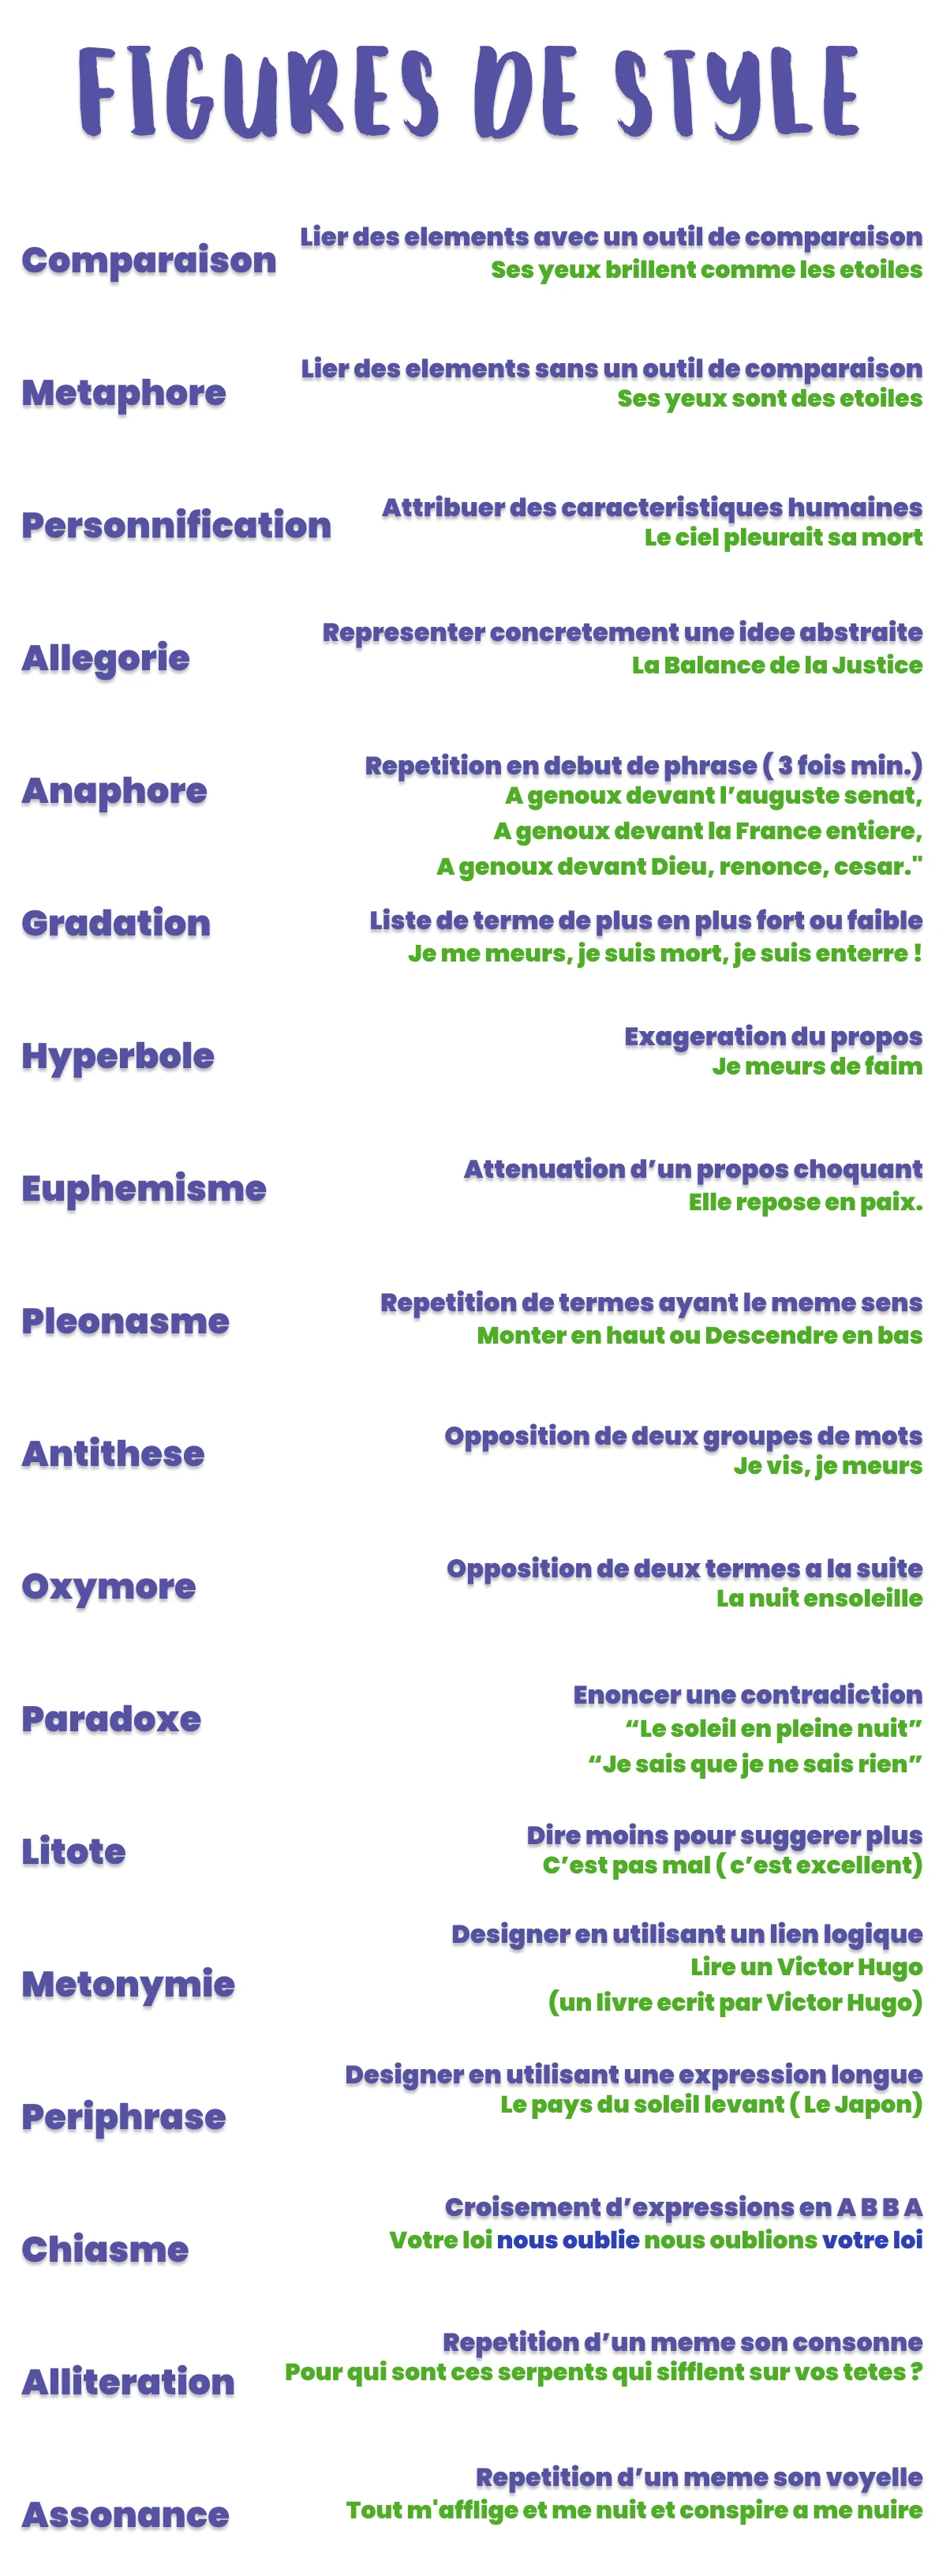 FIGURES DE STYLE
Comparaison
Lier des elements avec un outil de comparaison
Ses yeux brillent comme les etoiles
Metaphore
Lier des elements sans un outil de comparaison
Ses yeux sont des etoiles
Personnification
Attribuer des caracteristiques humaines
Le ciel pleurait sa mort
Allegorie
Representer concretement une idee abstraite
La Balance de la Justice
Anaphore
Repetition en debut de phrase ( 3 fois min.)
A genoux devant l’auguste senat,
A genoux devant la France entiere,
A genoux devant Dieu, renonce, cesar."
Gradation
Liste de terme de plus en plus fort ou faible
Je me meurs, je suis mort, je suis enterre !
Hyperbole
Exageration du propos
Je meurs de faim
Euphemisme
Attenuation d’un propos choquant
Elle repose en paix.
Pleonasme
Repetition de termes ayant le meme sens
Monter en haut ou Descendre en bas
Antithese
Opposition de deux groupes de mots
Je vis, je meurs
Oxymore
Opposition de deux termes a la suite
La nuit ensoleille
Paradoxe
Enoncer une contradiction
“Le soleil en pleine nuit”
“Je sais que je ne sais rien”
Litote
Dire moins pour suggerer plus
C’est pas mal ( c’est excellent)
Metonymie
Designer en utilisant un lien logique
Lire un Victor Hugo
(un livre ecrit par Victor Hugo)
Periphrase
Designer en utilisant une expression longue
Le pays du soleil levant ( Le Japon)
Chiasme
Croisement d’expressions en A B B A
Votre loi nous oublie nous oublions votre loi
Alliteration
Repetition d’un meme son consonne
Pour qui sont ces serpents qui sifflent sur vos tetes ?
Assonance
Repetition d’un meme son voyelle
Tout m'afflige et me nuit et conspire a me nuire